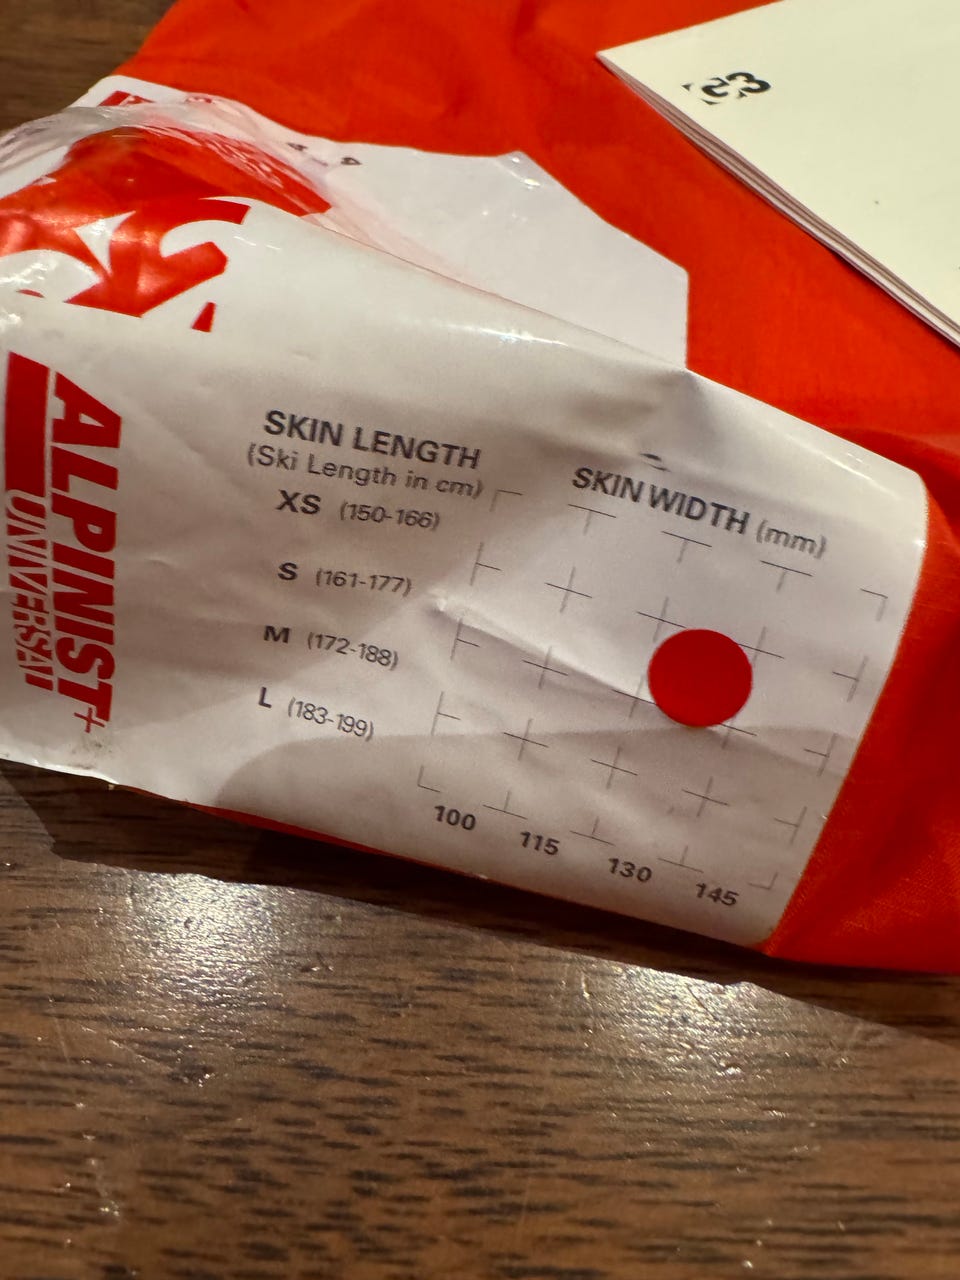 23
ALPINIST+
UNIVERSAL
SKIN LENGTH
(Ski Length in cm)
XS (150-166)
S (161-177)
M (172-188)
L (183-199)
SKIN WIDTH (mm)
100 115 130 145